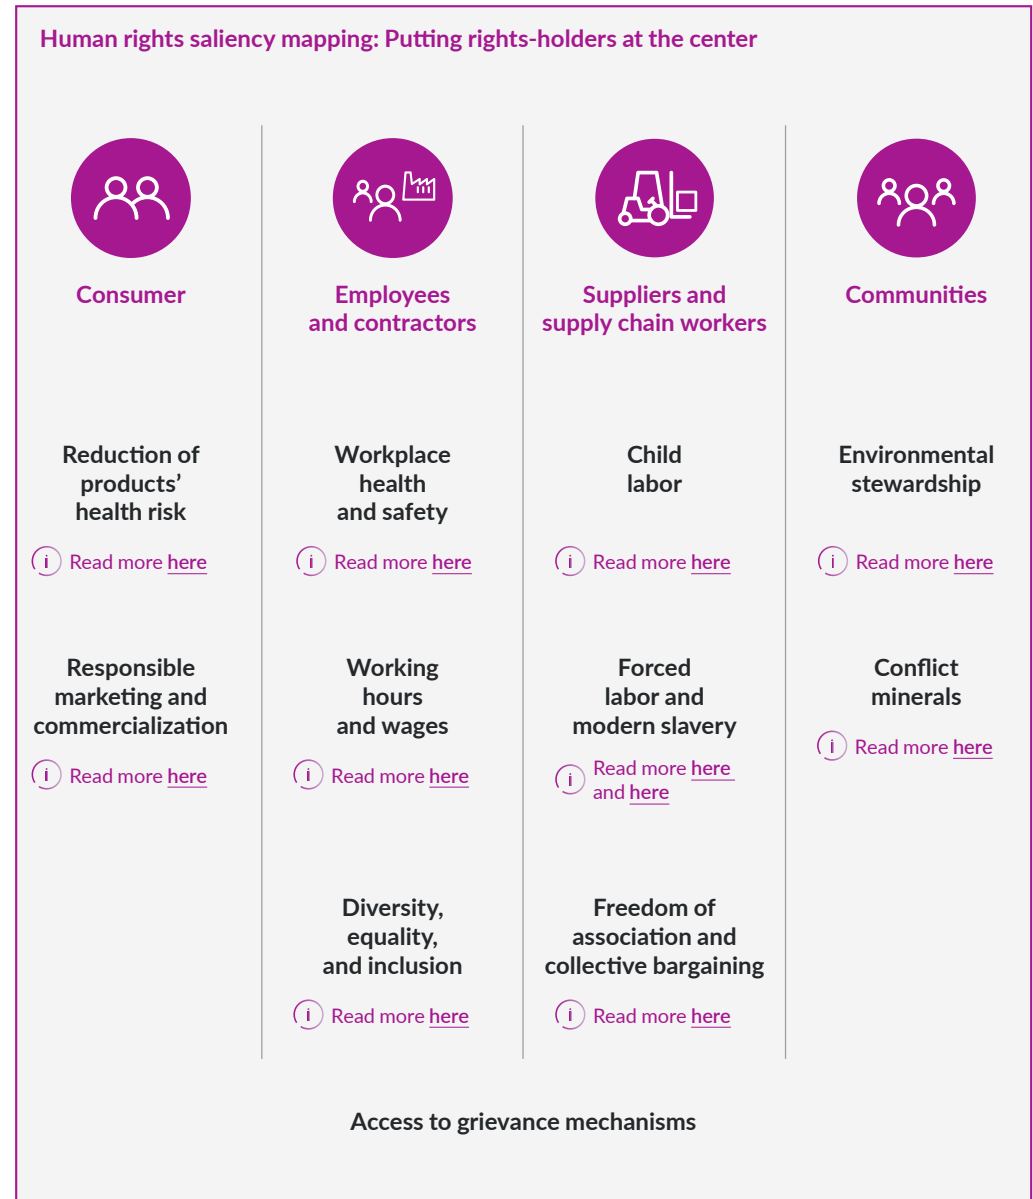 Human rights saliency mapping: Putting rights-holders at the center
Consumer
Reduction of
products’
health risk
i Read more here
Responsible
marketing and
commercialization
i Read more here
Employees
and contractors
Workplace
health
and safety
i Read more here
Working
hours
and wages
i Read more here
Diversity,
equality,
and inclusion
i Read more here
Suppliers and
supply chain workers
Child
labor
i Read more here
Forced
labor and
modern slavery
i Read more here
and here
Freedom of
association and
collective bargaining
i Read more here
Communities
Environmental
stewardship
i Read more here
Conflict
minerals
i Read more here
Access to grievance mechanisms